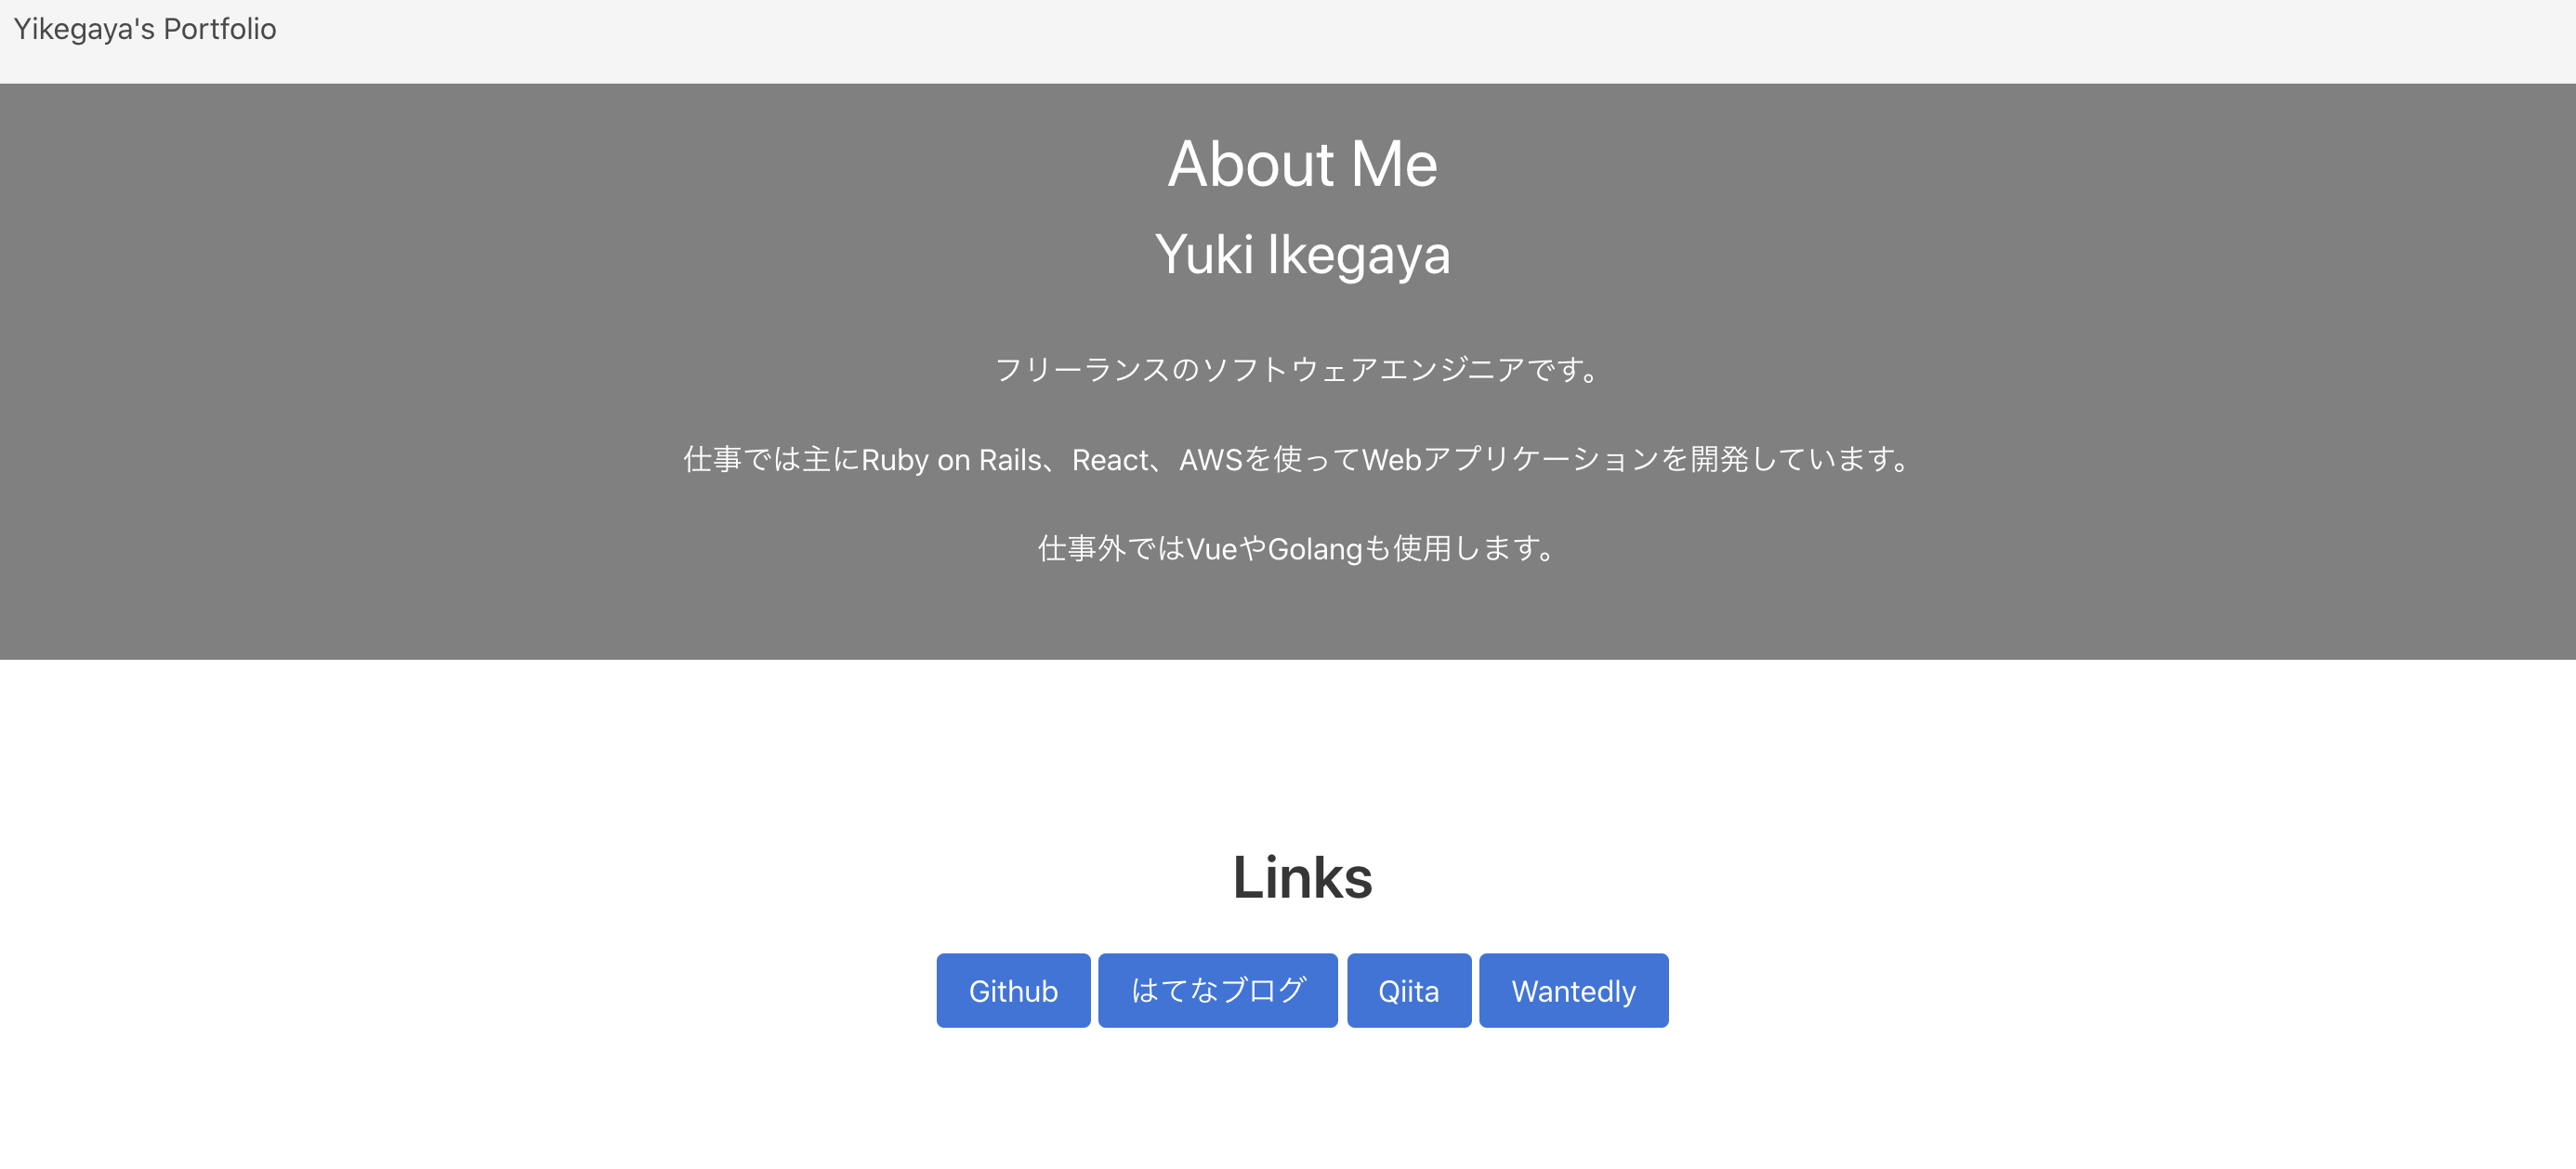 Yikegaya's Portfolio
About Me
Yuki Ikegaya
フリーランスのソフトウェアエンジニアです。
仕事では主にRuby on Rails、React、AWSを使ってWebアプリケーションを開発しています。
仕事外ではVueやGolangも使用します。
Links
Github
はてなブログ
Qiita
Wantedly